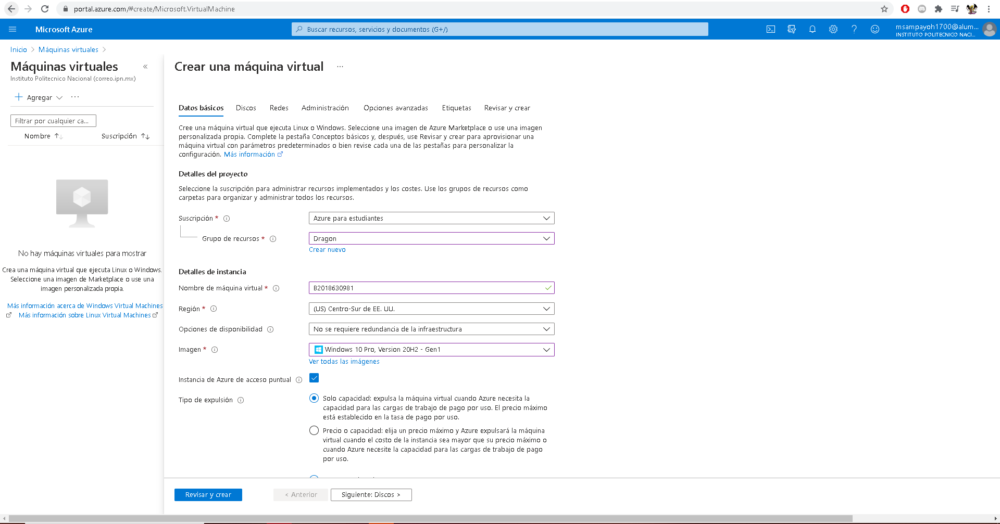 portal.azure.com/#create/Microsoft.VirtualMachine
Microsoft Azure
Buscar recursos, servicios y documentos (G+/)
msampayoh1700@alum...
INSTITUTO POLITECNICO NACI...
Inicio > Máquinas virtuales >
Máquinas virtuales
Instituto Politecnico Nacional (correo.ipn.mx)
Agregar
Filtrar por cualquier ca...
Nombre
Suscripción
No hay máquinas virtuales para mostrar
Crea una máquina virtual que ejecuta Linux o Windows.
Seleccione una imagen de Marketplace o use una
imagen personalizada propia.
Más información acerca de Windows Virtual Machines
Más información sobre Linux Virtual Machines
Crear una máquina virtual ...
Datos básicos Discos Redes Administración Opciones avanzadas Etiquetas Revisar y crear
Cree una máquina virtual que ejecuta Linux o Windows. Seleccione una imagen de Azure Marketplace o use una imagen
personalizada propia. Complete la pestaña Conceptos básicos y, después, use Revisar y crear para aprovisionar una
máquina virtual con parámetros predeterminados o bien revise cada una de las pestañas para personalizar la
configuración. Más información
Detalles del proyecto
Seleccione la suscripción para administrar recursos implementados y los costes. Use los grupos de recursos como
carpetas para organizar y administrar todos los recursos.
Suscripción *
Azure para estudiantes
Grupo de recursos *
Dragon
Crear nuevo
Detalles de instancia
Nombre de máquina virtual *
B2018630981
Región *
(US) Centro-Sur de EE. UU.
Opciones de disponibilidad
No se requiere redundancia de la infraestructura
Imagen *
Windows 10 Pro, Version 20H2 - Gen1
Ver todas las imágenes
Instancia de Azure de acceso puntual
Tipo de expulsión
Solo capacidad: expulsa la máquina virtual cuando Azure necesita la
capacidad para las cargas de trabajo de pago por uso. El precio máximo
está establecido en la tasa de pago por uso.
Precio o capacidad: elija un precio máximo y Azure expulsará la máquina
virtual cuando el costo de la instancia sea mayor que su precio máximo o
cuando Azure necesite la capacidad para las cargas de trabajo de pago
por uso.
Revisar y crear
< Anterior
Siguiente: Discos >